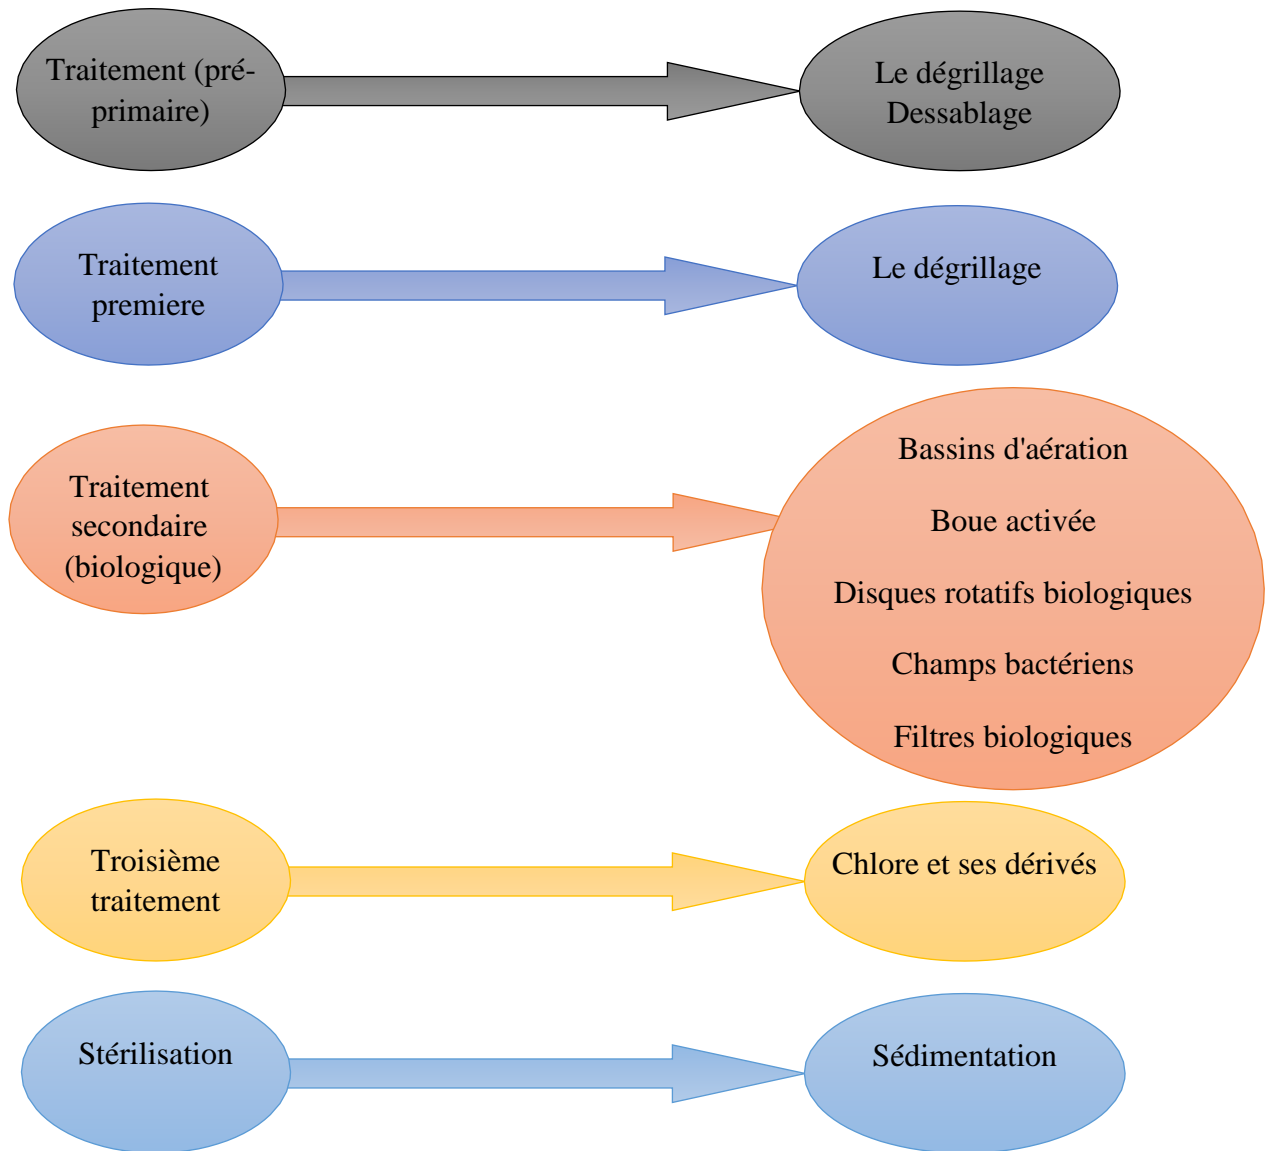 Traitement (pré-
primaire)
Le dégrillage
Dessablage
Traitement
premiere
Le dégrillage
Traitement
secondaire
(biologique)
Bassins d'aération
Boue activée
Disques rotatifs biologiques
Champs bactériens
Filtres biologiques
Troisième
traitement
Chlore et ses dérivés
Stérilisation
Sédimentation